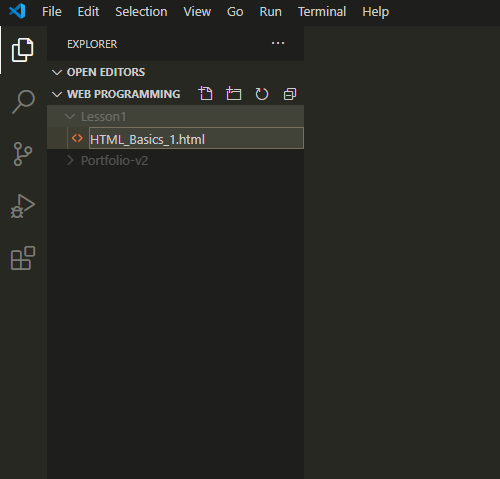 File Edit Selection View Go Run Terminal Help
EXPLORER
OPEN EDITORS
WEB PROGRAMMING
Lesson1
HTML_Basics_1.html
Portfolio-v2